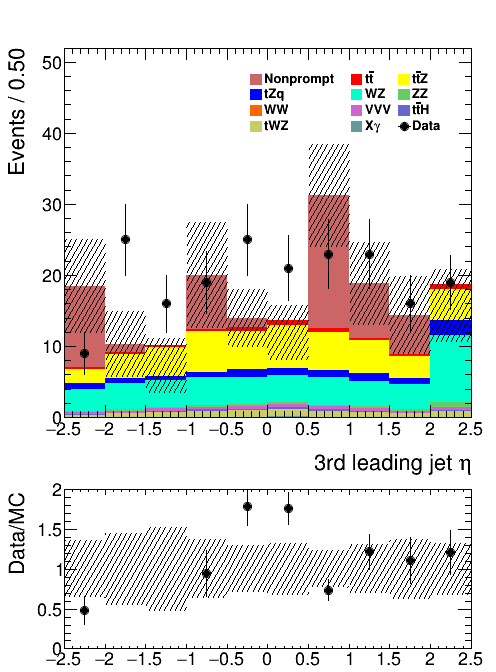 Events / 0.50
50
40
30
20
10
0
Nonprompt tt̄ tt̄Z
tZq WZ ZZ
WW VVV tt̄H
tWZ Xγ Data
−2.5 −2 −1.5 −1 −0.5 0 0.5 1 1.5 2 2.5
3rd leading jet η
Data/MC
2
1.5
1
0.5
0
−2.5 −2 −1.5 −1 −0.5 0 0.5 1 1.5 2 2.5